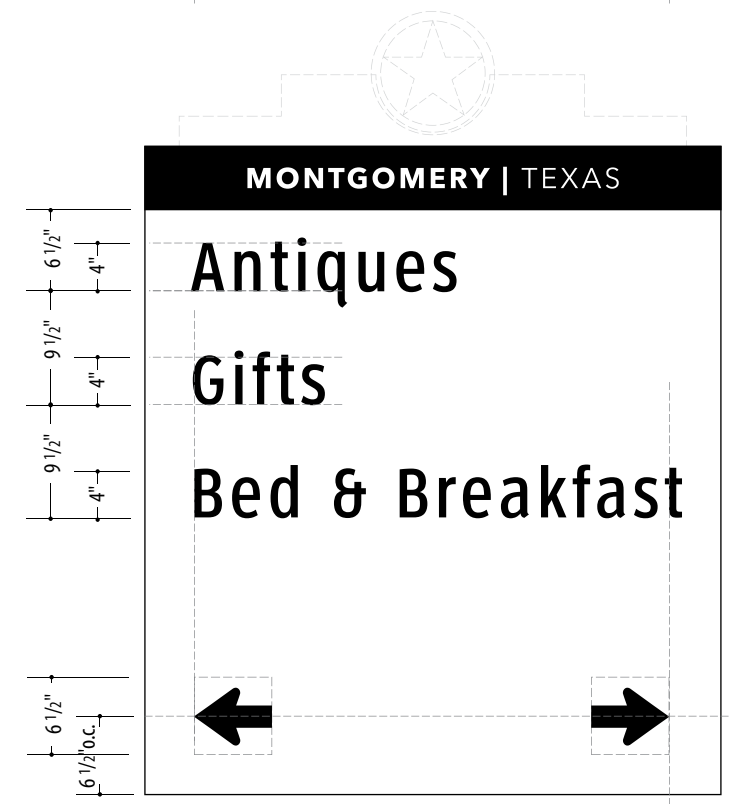 MONTGOMERY | TEXAS
6 1/2"
4"
Antiques
9 1/2"
4"
Gifts
9 1/2"
4"
Bed & Breakfast
6 1/2"
6 1/2"o.c.